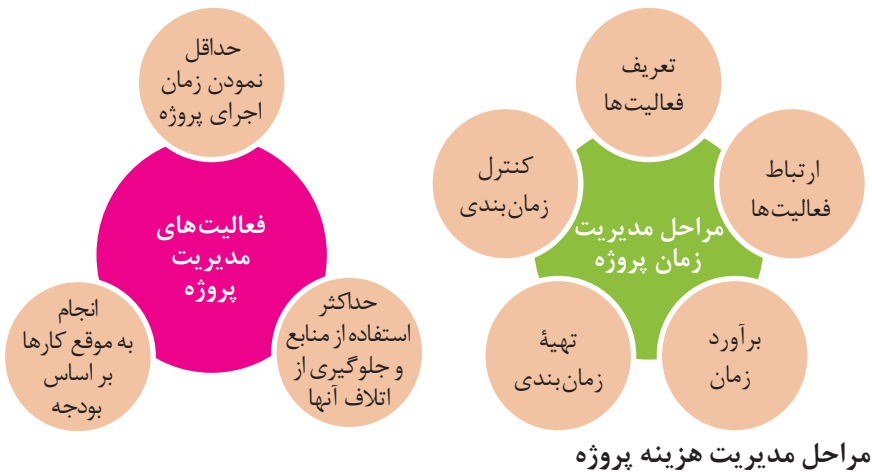 تعریف
فعالیت‌ها
ارتباط
فعالیت‌ها
برآورد
زمان
تهیۀ
زمان‌بندی
کنترل
زمان‌بندی
مراحل مدیریت
زمان پروژه
حداقل
نمودن زمان
اجرای پروژه
حداکثر
استفاده از منابع
و جلوگیری از
اتلاف آنها
انجام
به موقع کارها
بر اساس
بودجه
فعالیت‌های
مدیریت
پروژه
مراحل مدیریت هزینه پروژه